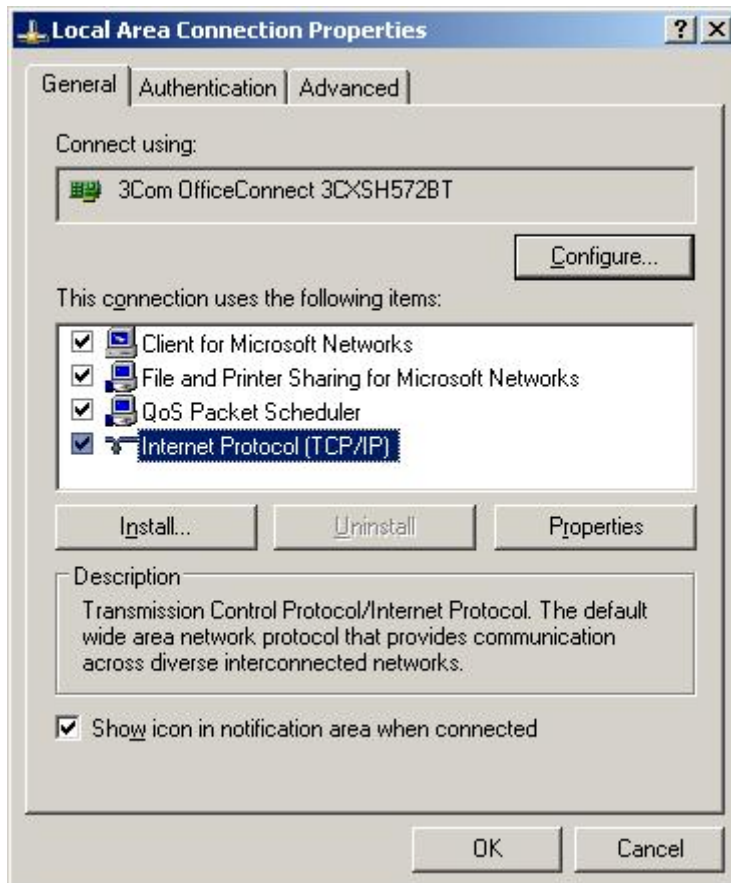 Local Area Connection Properties
? X
General Authentication Advanced
Connect using:
3Com OfficeConnect 3CXSH572BT
Configure...
This connection uses the following items:
Client for Microsoft Networks
File and Printer Sharing for Microsoft Networks
QoS Packet Scheduler
Internet Protocol (TCP/IP)
Install... Uninstall Properties
Description
Transmission Control Protocol/Internet Protocol. The default
wide area network protocol that provides communication
across diverse interconnected networks.
Show icon in notification area when connected
OK Cancel